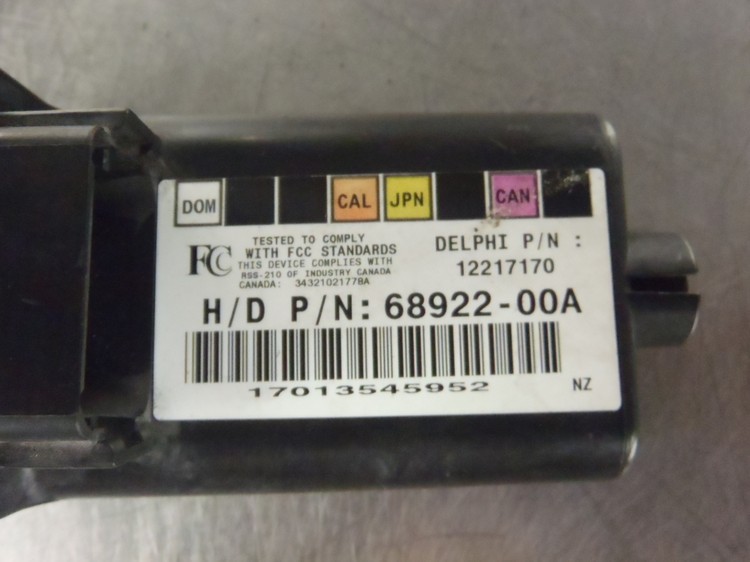 DOM CAL JPN CAN
FC
TESTED TO COMPLY
WITH FCC STANDARDS
THIS DEVICE COMPLIES WITH
RSS-210 OF INDUSTRY CANADA
CANADA: 3432102177BA
DELPHI P/N :
12217170
H/D P/N: 68922-00A
17013545952
NZ